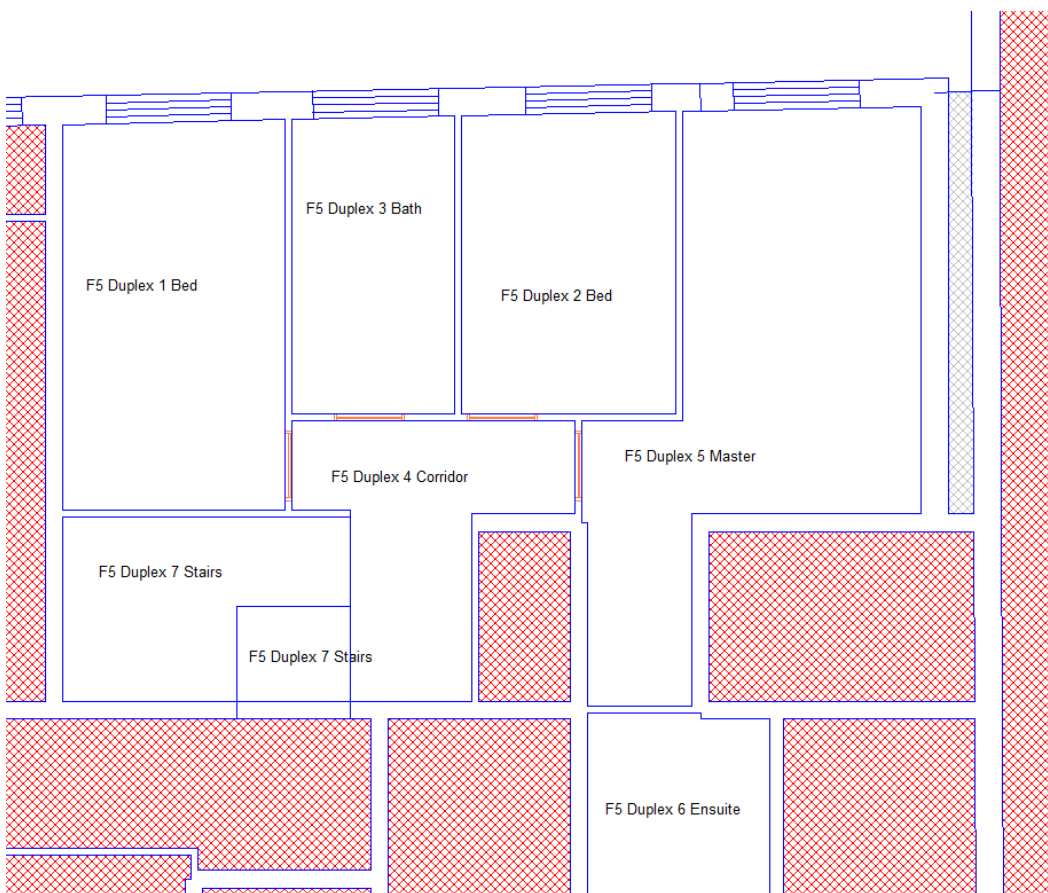 F5 Duplex 3 Bath
F5 Duplex 1 Bed
F5 Duplex 2 Bed
F5 Duplex 5 Master
F5 Duplex 4 Corridor
F5 Duplex 7 Stairs
F5 Duplex 7 Stairs
F5 Duplex 6 Ensuite